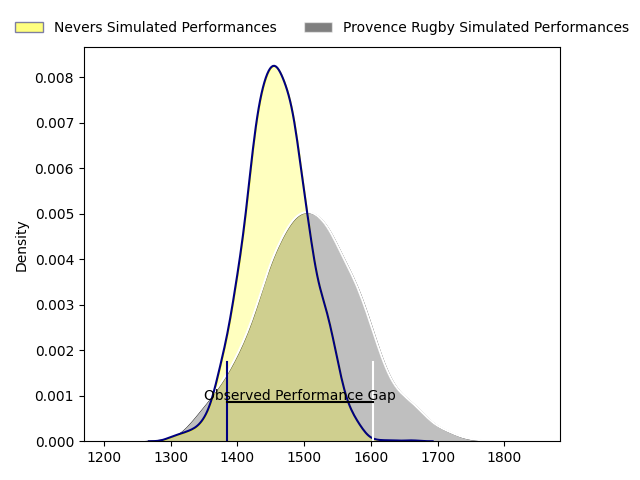 Nevers Simulated Performances Provence Rugby Simulated Performances
0.008
0.007
0.006
0.005
0.004
0.003
0.002
0.001
0.000
Density
Observed Performance Gap
1200 1300 1400 1500 1600 1700 1800